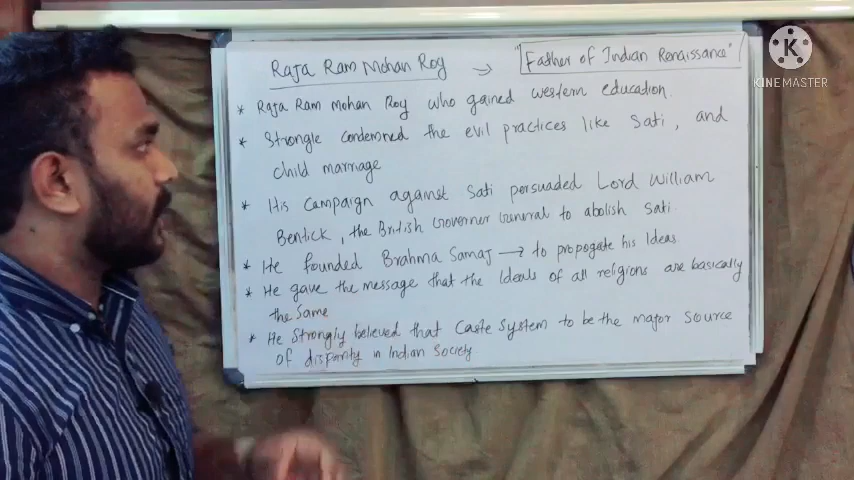 Raja Ram Mohan Roy → "Father of Indian Renaissance"
* Raja Ram Mohan Roy who gained western education.
* Strongle condemned the evil practices like Sati, and
child marriage
* His campaign against Sati persuaded Lord William
Bentick, the British Governer General to abolish Sati.
* He founded Brahma Samaj → to propogate his Ideas.
* He gave the message that the Ideals of all religions are basically
the same
* He strongly believed that caste system to be the major source
of disparity in Indian Society
K
KINEMASTER